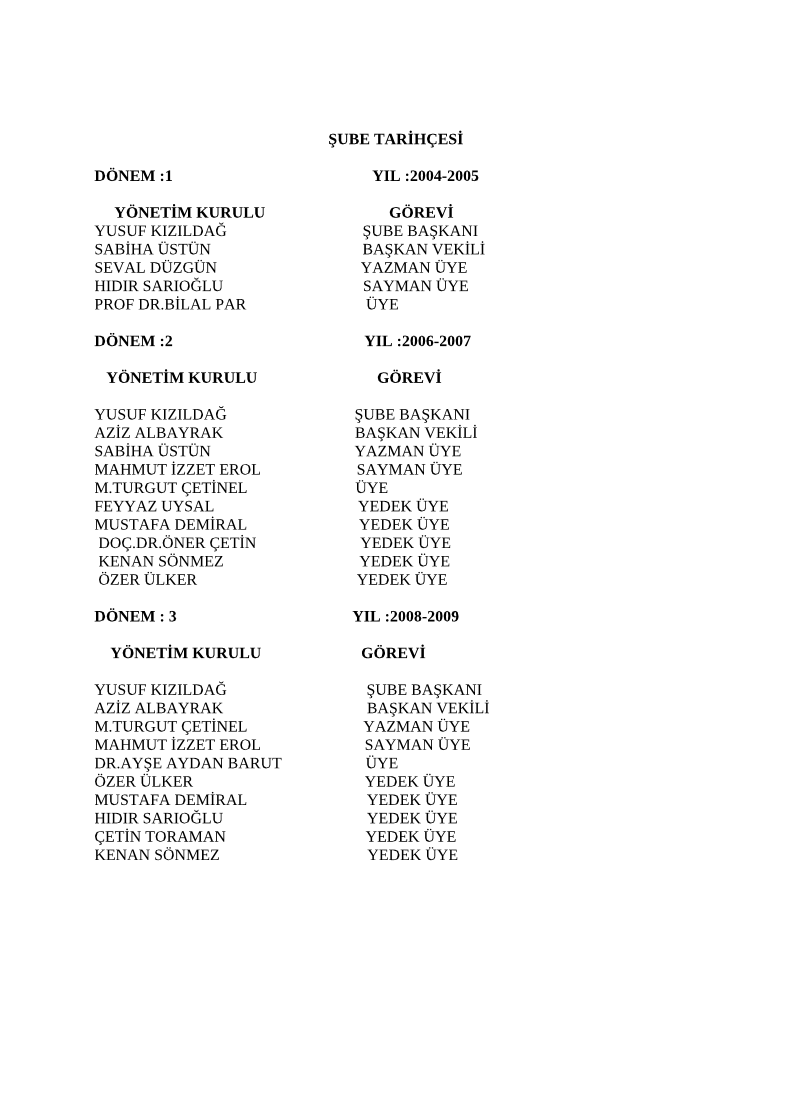 ŞUBE TARİHÇESİ
DÖNEM :1 YIL :2004-2005
YÖNETİM KURULU GÖREVİ
YUSUF KIZILDAĞ ŞUBE BAŞKANI
SABİHA ÜSTÜN BAŞKAN VEKİLİ
SEVAL DÜZGÜN YAZMAN ÜYE
HIDIR SARIOĞLU SAYMAN ÜYE
PROF DR.BİLAL PAR ÜYE
DÖNEM :2 YIL :2006-2007
YÖNETİM KURULU GÖREVİ
YUSUF KIZILDAĞ ŞUBE BAŞKANI
AZİZ ALBAYRAK BAŞKAN VEKİLİ
SABİHA ÜSTÜN YAZMAN ÜYE
MAHMUT İZZET EROL SAYMAN ÜYE
M.TURGUT ÇETİNEL ÜYE
FEYYAZ UYSAL YEDEK ÜYE
MUSTAFA DEMİRAL YEDEK ÜYE
DOÇ.DR.ÖNER ÇETİN YEDEK ÜYE
KENAN SÖNMEZ YEDEK ÜYE
ÖZER ÜLKER YEDEK ÜYE
DÖNEM : 3 YIL :2008-2009
YÖNETİM KURULU GÖREVİ
YUSUF KIZILDAĞ ŞUBE BAŞKANI
AZİZ ALBAYRAK BAŞKAN VEKİLİ
M.TURGUT ÇETİNEL YAZMAN ÜYE
MAHMUT İZZET EROL SAYMAN ÜYE
DR.AYŞE AYDAN BARUT ÜYE
ÖZER ÜLKER YEDEK ÜYE
MUSTAFA DEMİRAL YEDEK ÜYE
HIDIR SARIOĞLU YEDEK ÜYE
ÇETİN TORAMAN YEDEK ÜYE
KENAN SÖNMEZ YEDEK ÜYE